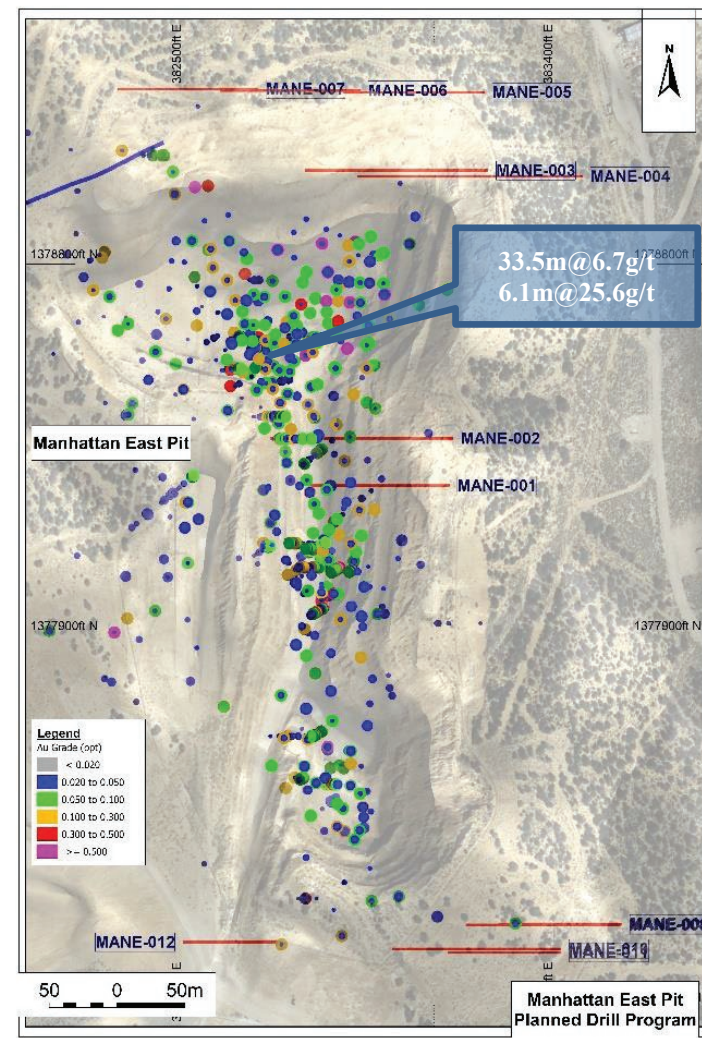 N
382500ft E
383400ft E
MANE-007 MANE-006 MANE-005
MANE-003 MANE-004
1378800ft N
1378800ft N
33.5m@6.7g/t
6.1m@25.6g/t
Manhattan East Pit
MANE-002
MANE-001
1377900ft N
1377900ft N
Legend
Au Grade (opt)
< 0.020
0.020 to 0.050
0.050 to 0.100
0.100 to 0.300
0.300 to 0.500
>= 0.500
MANE-012
50 0 50m
Manhattan East Pit
Planned Drill Program